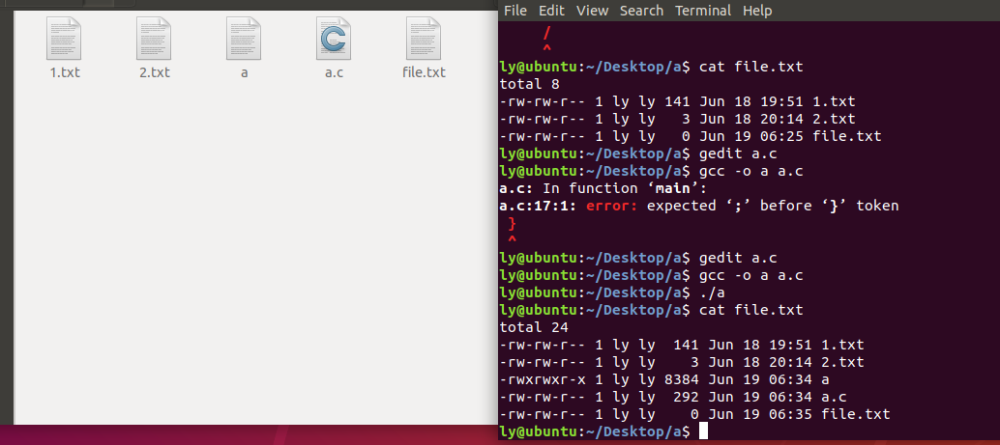 1.txt 2.txt a a.c file.txt
File Edit View Search Terminal Help
/
^
ly@ubuntu:~/Desktop/a$ cat file.txt
total 8
-rw-rw-r-- 1 ly ly 141 Jun 18 19:51 1.txt
-rw-rw-r-- 1 ly ly   3 Jun 18 20:14 2.txt
-rw-rw-r-- 1 ly ly   0 Jun 19 06:25 file.txt
ly@ubuntu:~/Desktop/a$ gedit a.c
ly@ubuntu:~/Desktop/a$ gcc -o a a.c
a.c: In function ‘main’:
a.c:17:1: error: expected ‘;’ before ‘}’ token
}
^
ly@ubuntu:~/Desktop/a$ gedit a.c
ly@ubuntu:~/Desktop/a$ gcc -o a a.c
ly@ubuntu:~/Desktop/a$ ./a
ly@ubuntu:~/Desktop/a$ cat file.txt
total 24
-rw-rw-r-- 1 ly ly  141 Jun 18 19:51 1.txt
-rw-rw-r-- 1 ly ly    3 Jun 18 20:14 2.txt
-rwxrwxr-x 1 ly ly 8384 Jun 19 06:34 a
-rw-rw-r-- 1 ly ly  292 Jun 19 06:34 a.c
-rw-rw-r-- 1 ly ly    0 Jun 19 06:35 file.txt
ly@ubuntu:~/Desktop/a$